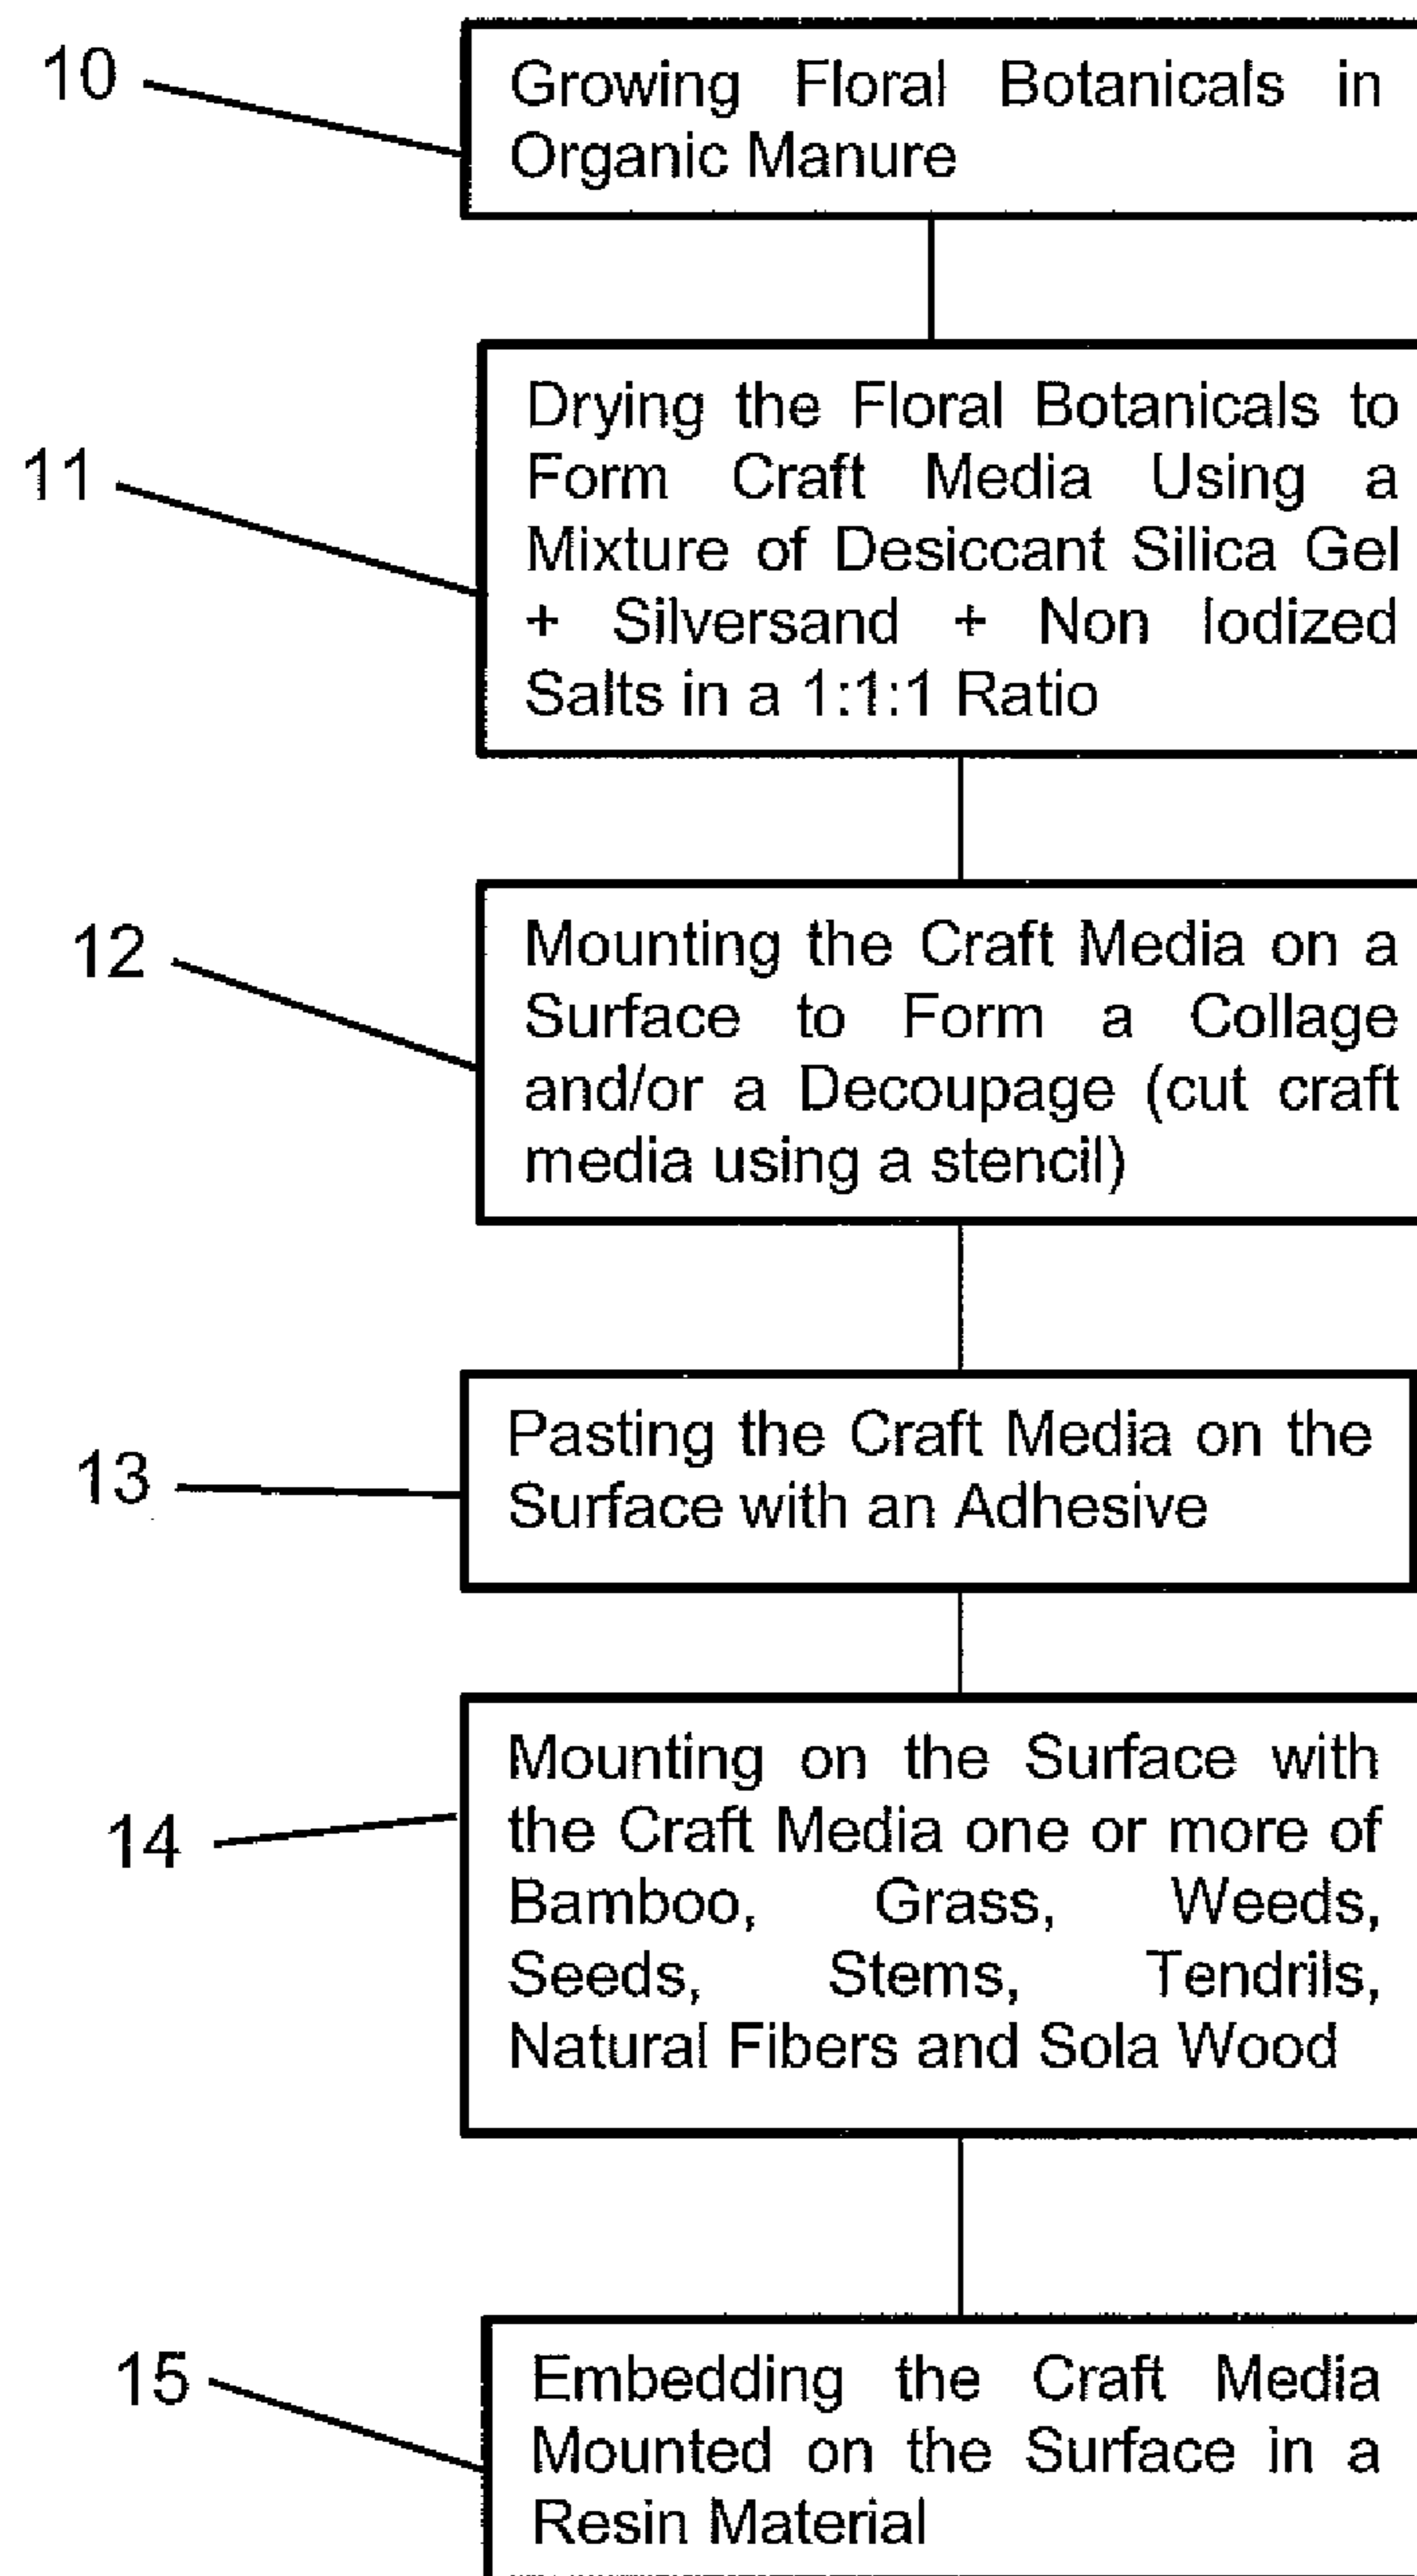 10
Growing Floral Botanicals in
Organic Manure
11
Drying the Floral Botanicals to
Form Craft Media Using a
Mixture of Desiccant Silica Gel
+ Silversand + Non Iodized
Salts in a 1:1:1 Ratio
12
Mounting the Craft Media on a
Surface to Form a Collage
and/or a Decoupage (cut craft
media using a stencil)
13
Pasting the Craft Media on the
Surface with an Adhesive
14
Mounting on the Surface with
the Craft Media one or more of
Bamboo, Grass, Weeds,
Seeds, Stems, Tendrils,
Natural Fibers and Sola Wood
15
Embedding the Craft Media
Mounted on the Surface in a
Resin Material